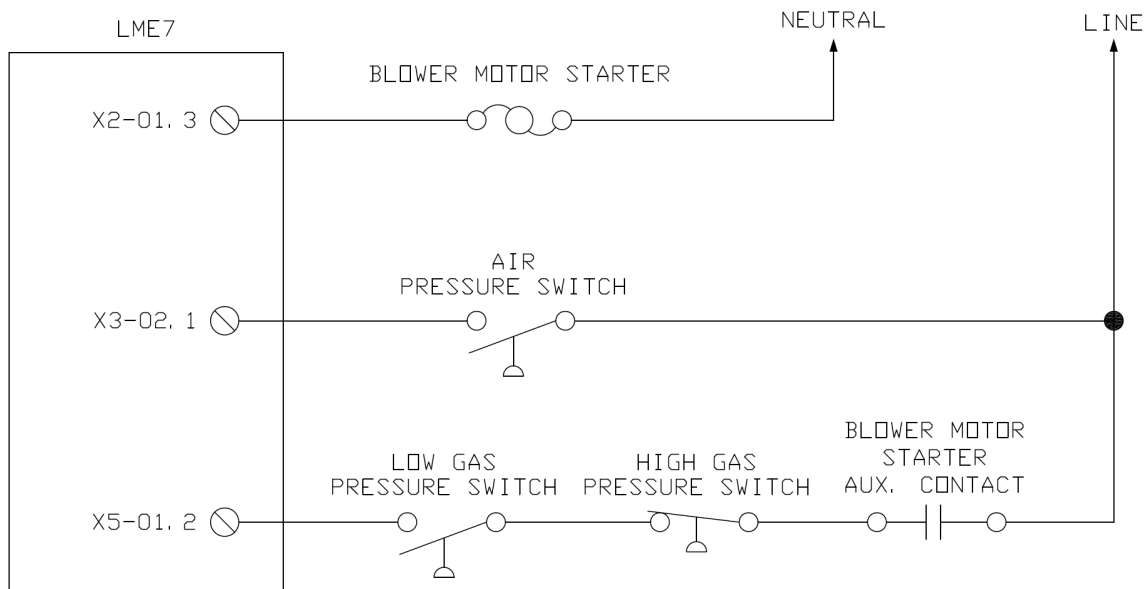 LME7
NEUTRAL
LINE
BLOWER MOTOR STARTER
X2-01.3
AIR
PRESSURE SWITCH
X3-02.1
BLOWER MOTOR
STARTER
AUX. CONTACT
LOW GAS
PRESSURE SWITCH
HIGH GAS
PRESSURE SWITCH
X5-01.2